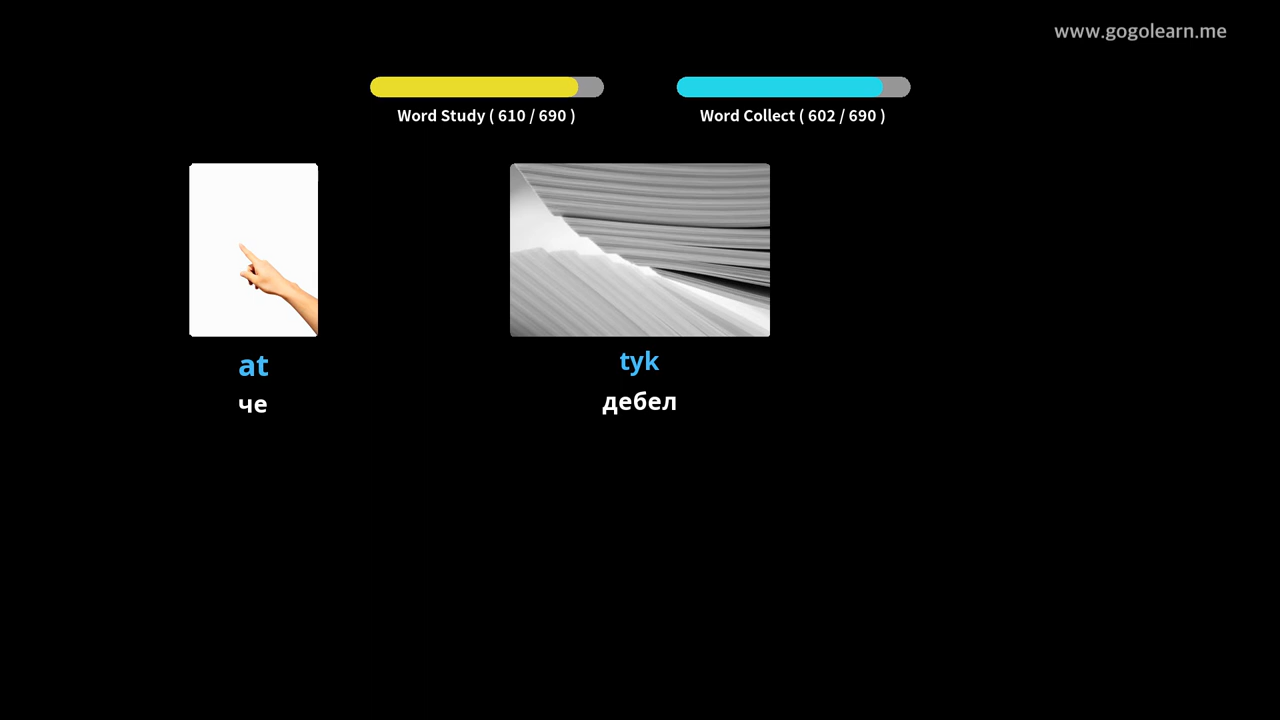 www.gogolearn.me
Word Study ( 610 / 690 )
Word Collect ( 602 / 690 )
at
че
tyk
дебел